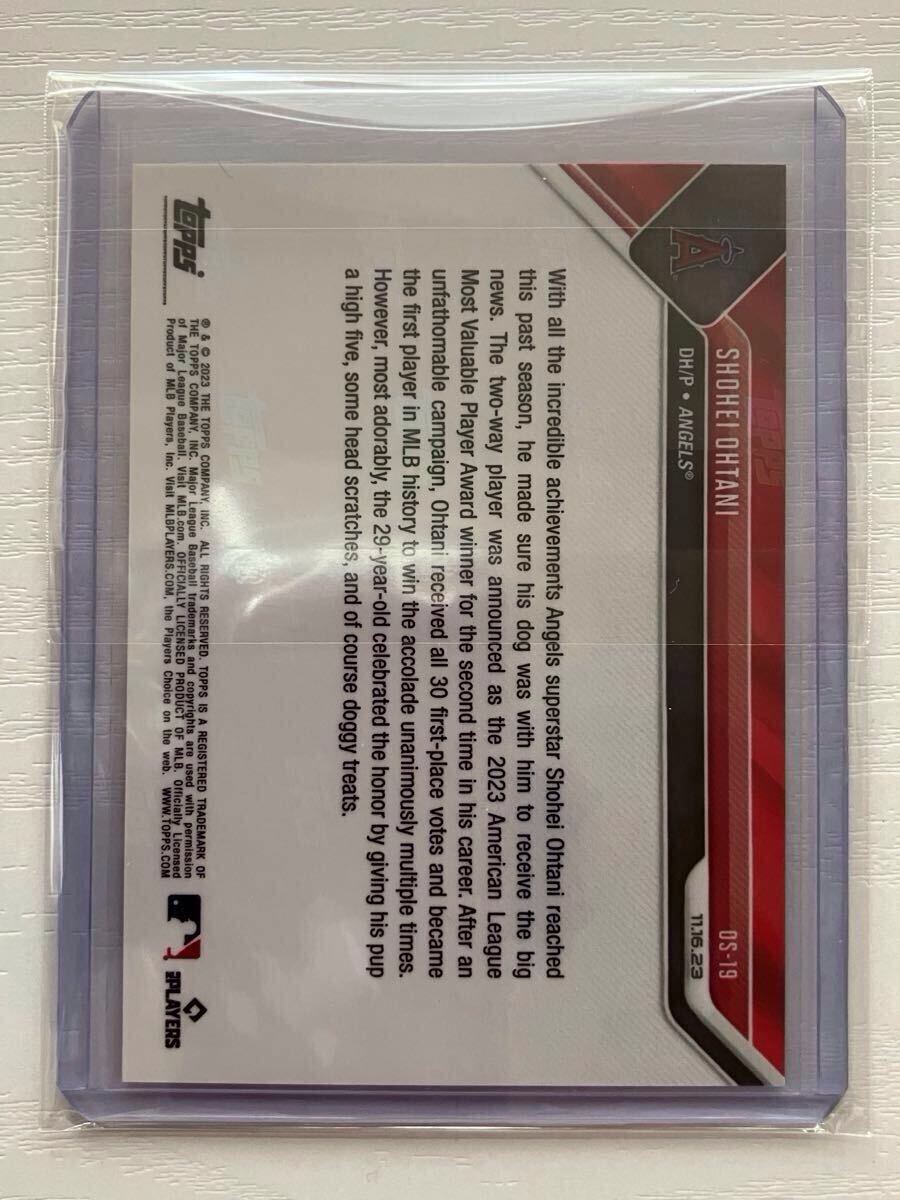 SHOHEI OHTANI
OS-19
DH/P • ANGELS®
11.16.23
A
With all the incredible achievements Angels superstar Shohei Ohtani reached
this past season, he made sure his dog was with him to receive the big
news. The two-way player was announced as the 2023 American League
Most Valuable Player Award winner for the second time in his career. After an
unfathomable campaign, Ohtani received all 30 first-place votes and became
the first player in MLB history to win the accolade unanimously multiple times.
However, most adorably, the 29-year-old celebrated the honor by giving his pup
a high five, some head scratches, and of course doggy treats.
topps
® & © 2023 THE TOPPS COMPANY, INC. ALL RIGHTS RESERVED. TOPPS IS A REGISTERED TRADEMARK OF
THE TOPPS COMPANY, INC. Major League Baseball trademarks and copyrights are used with permission
of Major League Baseball. Visit MLB.com. OFFICIALLY LICENSED PRODUCT OF MLB. Officially Licensed
Product of MLB Players, Inc. Visit MLBPLAYERS.COM, the Players Choice on the web. WWW.TOPPS.COM
MLB PLAYERS